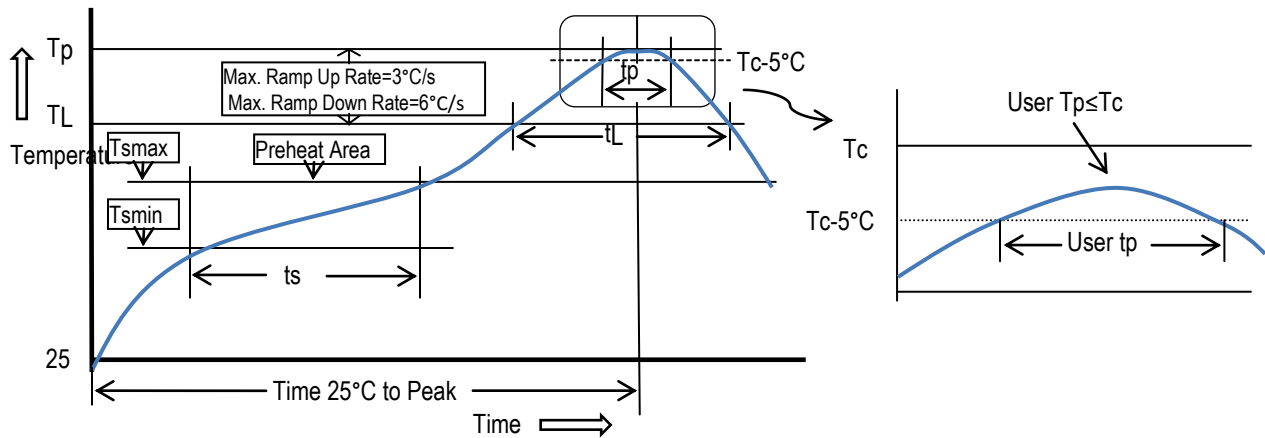 Tp
Max. Ramp Up Rate=3°C/s
Max. Ramp Down Rate=6°C/s
tp
Tc-5°C
TL
Temperature
Tsmax
Preheat Area
tL
Tsmin
ts
25
Time 25°C to Peak
Time
User Tp≤Tc
Tc
Tc-5°C
User tp